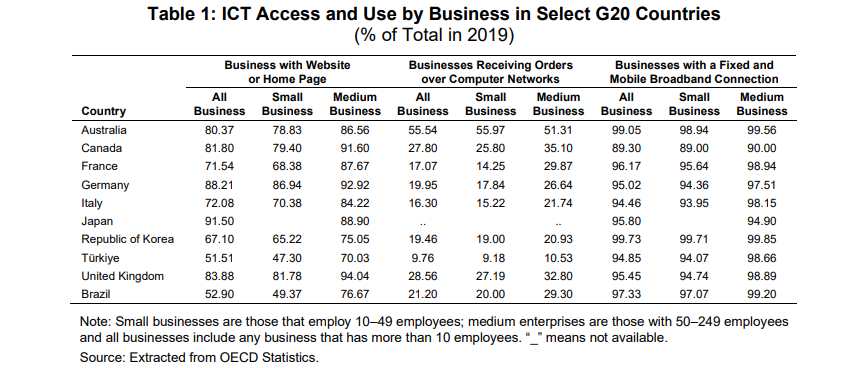 Table 1: ICT Access and Use by Business in Select G20 Countries
(% of Total in 2019)
Business with Website or Home Page Businesses Receiving Orders over Computer Networks Businesses with a Fixed and Mobile Broadband Connection
Country All Business Small Business Medium Business All Business Small Business Medium Business All Business Small Business Medium Business
Australia 80.37 78.83 86.56 55.54 55.97 51.31 99.05 98.94 99.56
Canada 81.80 79.40 91.60 27.80 25.80 35.10 89.30 89.00 90.00
France 71.54 68.38 87.67 17.07 14.25 29.87 96.17 95.64 98.94
Germany 88.21 86.94 92.92 19.95 17.84 26.64 95.02 94.36 97.51
Italy 72.08 70.38 84.22 16.30 15.22 21.74 94.46 93.95 98.15
Japan 91.50 88.90 .. .. 95.80 94.90
Republic of Korea 67.10 65.22 75.05 19.46 19.00 20.93 99.73 99.71 99.85
Türkiye 51.51 47.30 70.03 9.76 9.18 10.53 94.85 94.07 98.66
United Kingdom 83.88 81.78 94.04 28.56 27.19 32.80 95.45 94.74 98.89
Brazil 52.90 49.37 76.67 21.20 20.00 29.30 97.33 97.07 99.20
Note: Small businesses are those that employ 10–49 employees; medium enterprises are those with 50–249 employees
and all businesses include any business that has more than 10 employees. “_” means not available.
Source: Extracted from OECD Statistics.